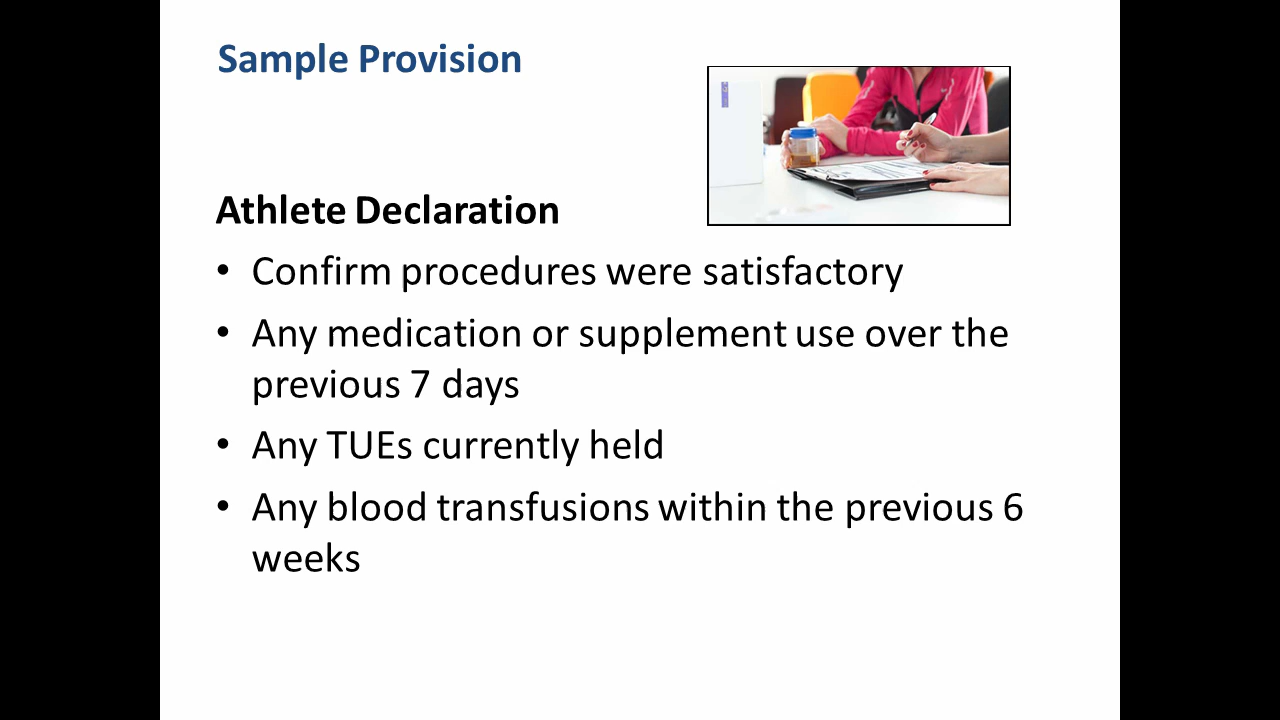 Sample Provision
Athlete Declaration
• Confirm procedures were satisfactory
• Any medication or supplement use over the
previous 7 days
• Any TUEs currently held
• Any blood transfusions within the previous 6
weeks